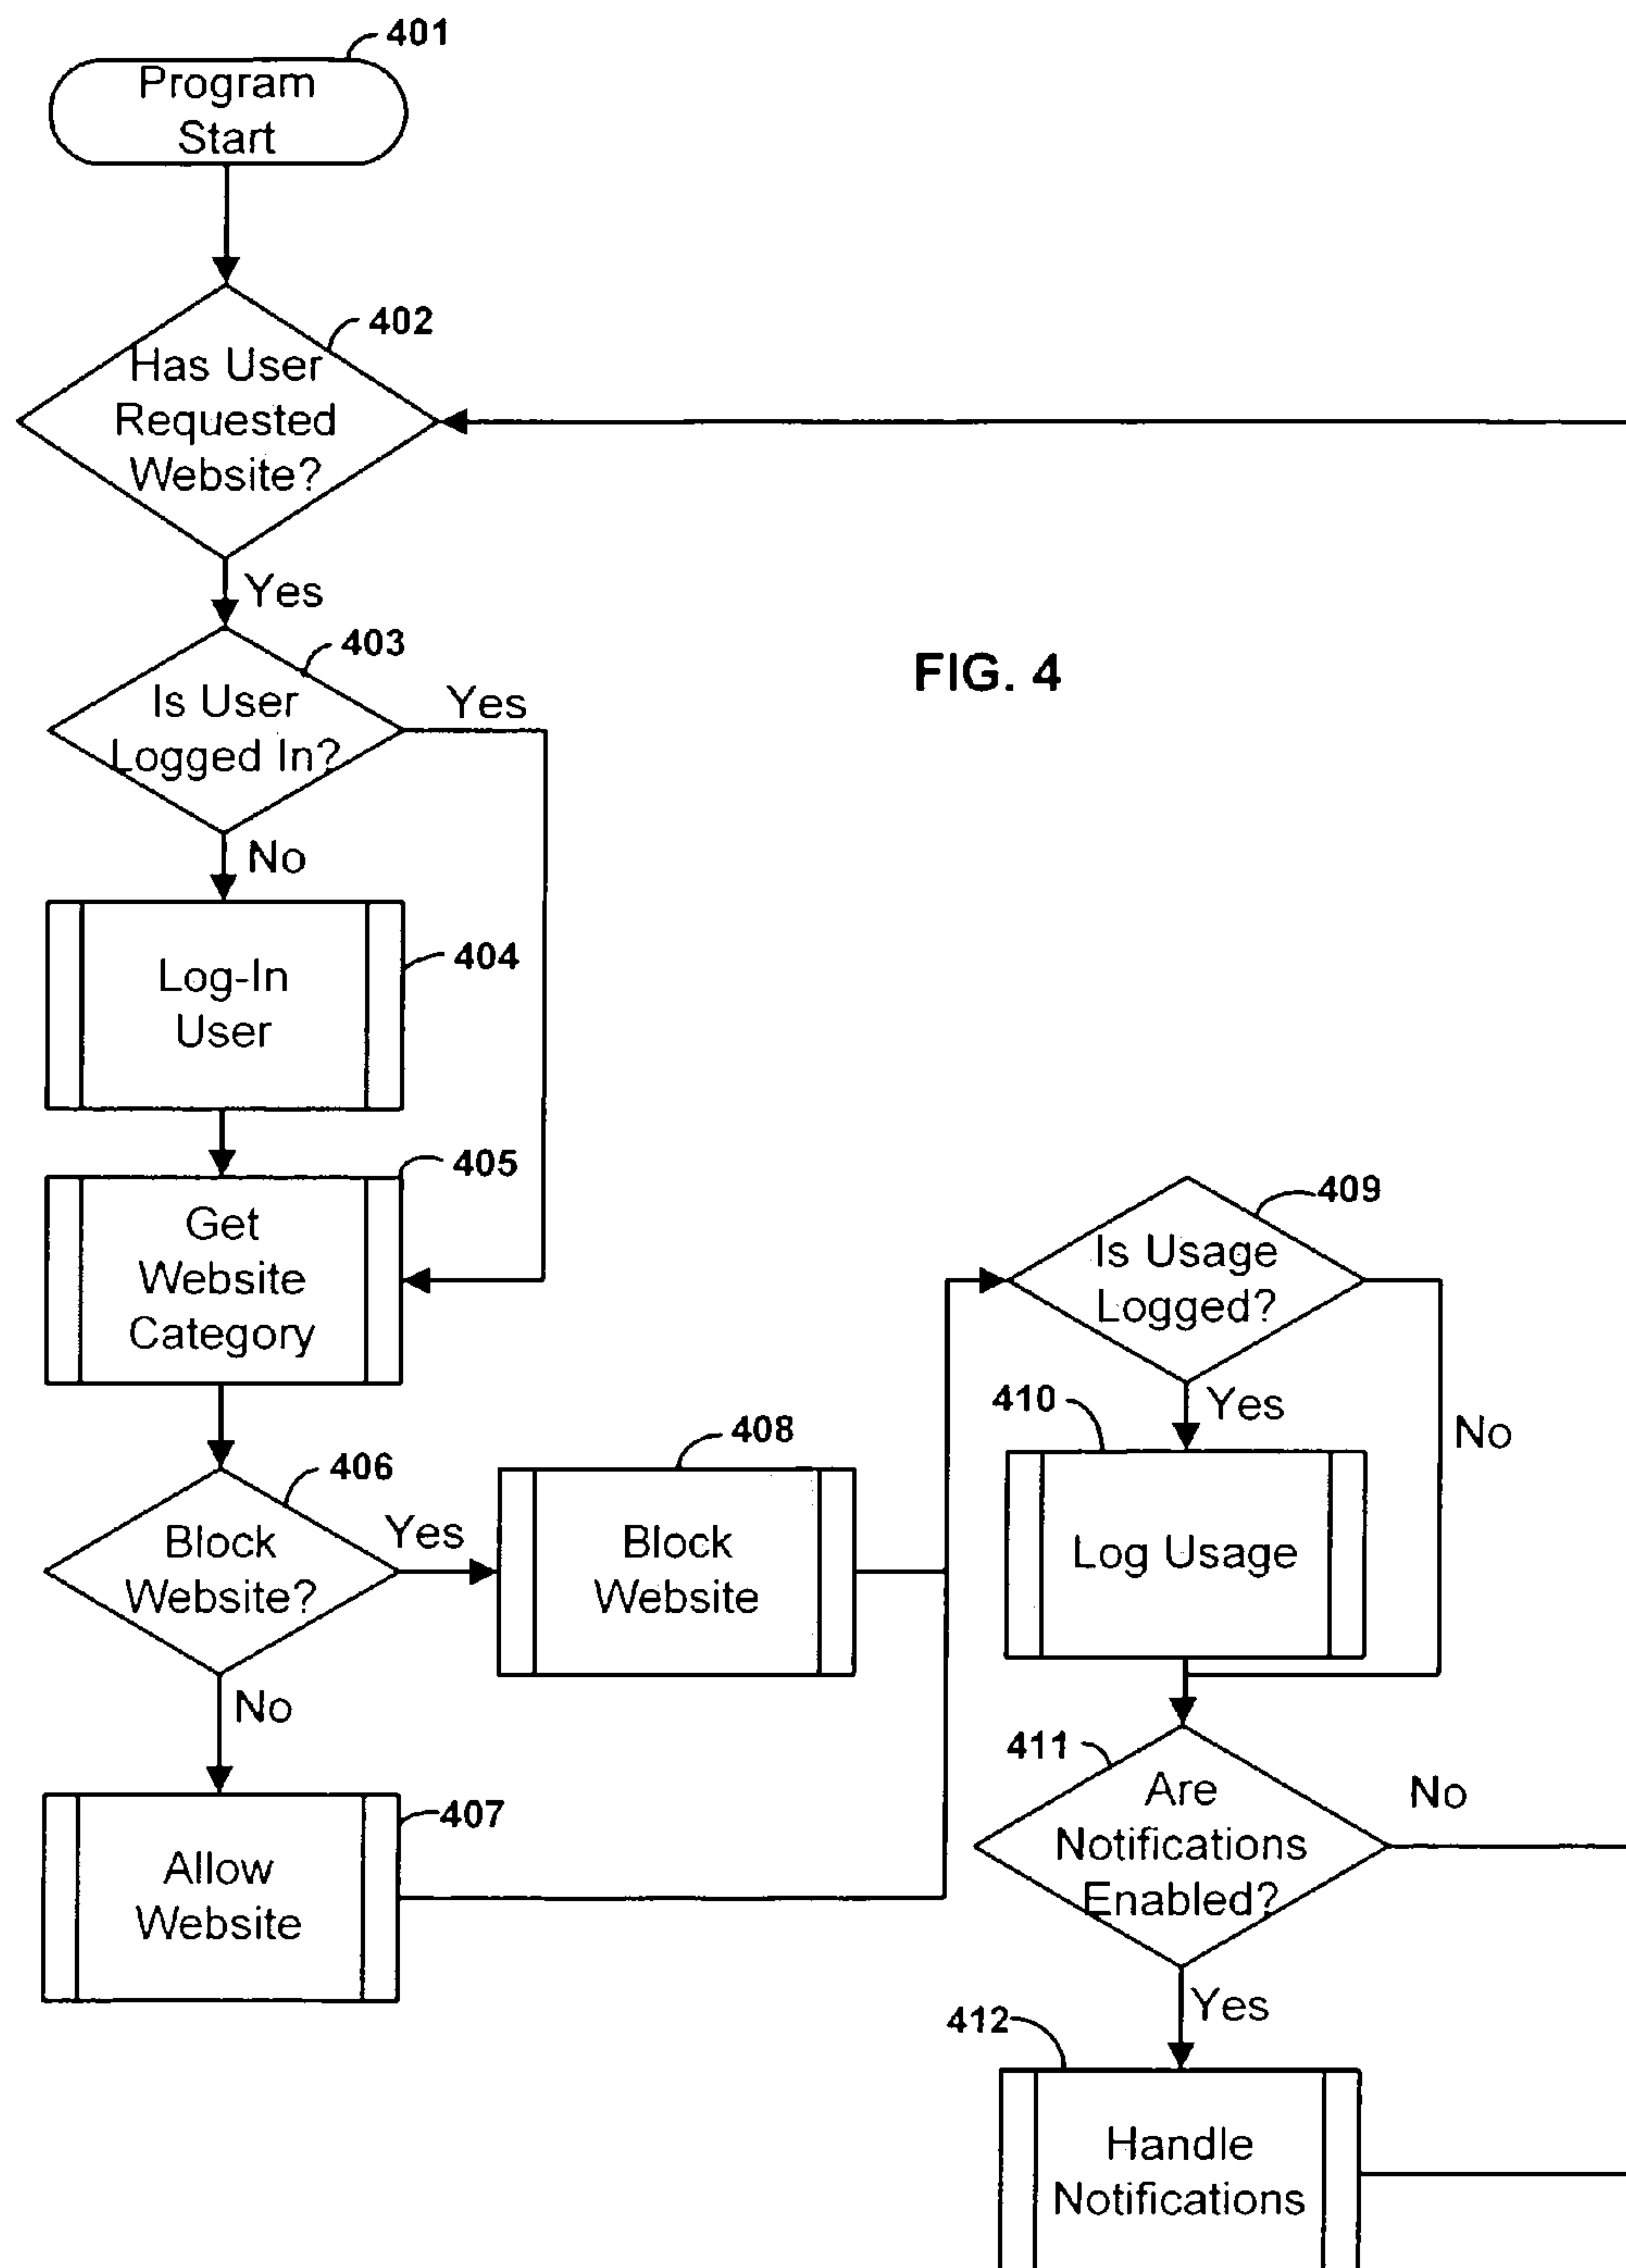 401
Program
Start
402
Has User
Requested
Website?
Yes
403
Is User
Logged In?
Yes
No
404
Log-In
User
405
Get
Website
Category
406
Block
Website?
Yes
No
408
Block
Website
407
Allow
Website
FIG. 4
409
Is Usage
Logged?
Yes
No
410
Log Usage
411
Are
Notifications
Enabled?
No
Yes
412
Handle
Notifications